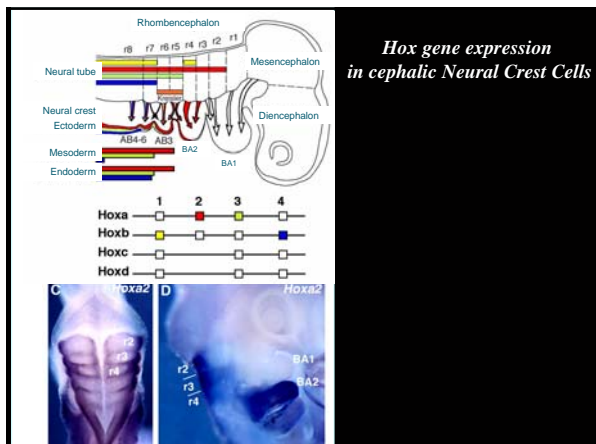 Rhombencephalon
Hox gene expression
in cephalic Neural Crest Cells
r8 r7 r6 r5 r4 r3 r2 r1
Neural tube
Mesencephalon
Krox20
Neural crest
Ectoderm
Diencephalon
AB4-6 AB3 BA2 BA1
Mesoderm
Endoderm
1 2 3 4
Hoxa
Hoxb
Hoxc
Hoxd
C Hoxa2 D Hoxa2
r2
r3
r4
BA1
BA2
r2
r3
r4